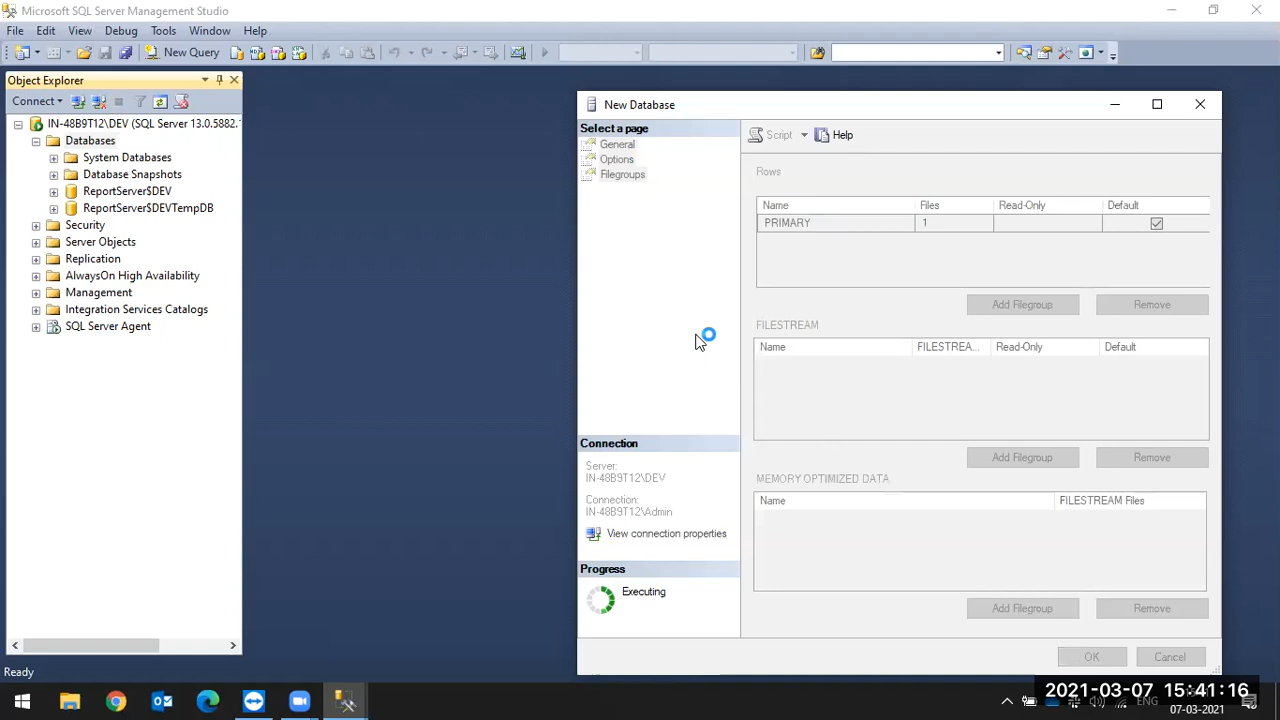 Microsoft SQL Server Management Studio
File Edit View Debug Tools Window Help
New Query
Object Explorer
Connect
IN-48B9T12\DEV (SQL Server 13.0.5882.
Databases
System Databases
Database Snapshots
ReportServer$DEV
ReportServer$DEVTempDB
Security
Server Objects
Replication
AlwaysOn High Availability
Management
Integration Services Catalogs
SQL Server Agent
New Database
Select a page
General
Options
Filegroups
Connection
Server:
IN-48B9T12\DEV
Connection:
IN-48B9T12\Admin
View connection properties
Progress
Executing
Script Help
Rows
Name Files Read-Only Default
PRIMARY 1
Add Filegroup Remove
FILESTREAM
Name FILESTREA... Read-Only Default
Add Filegroup Remove
MEMORY OPTIMIZED DATA
Name FILESTREAM Files
Add Filegroup Remove
OK Cancel
Ready
ENG
2021-03-07 15:41:16
07-03-2021